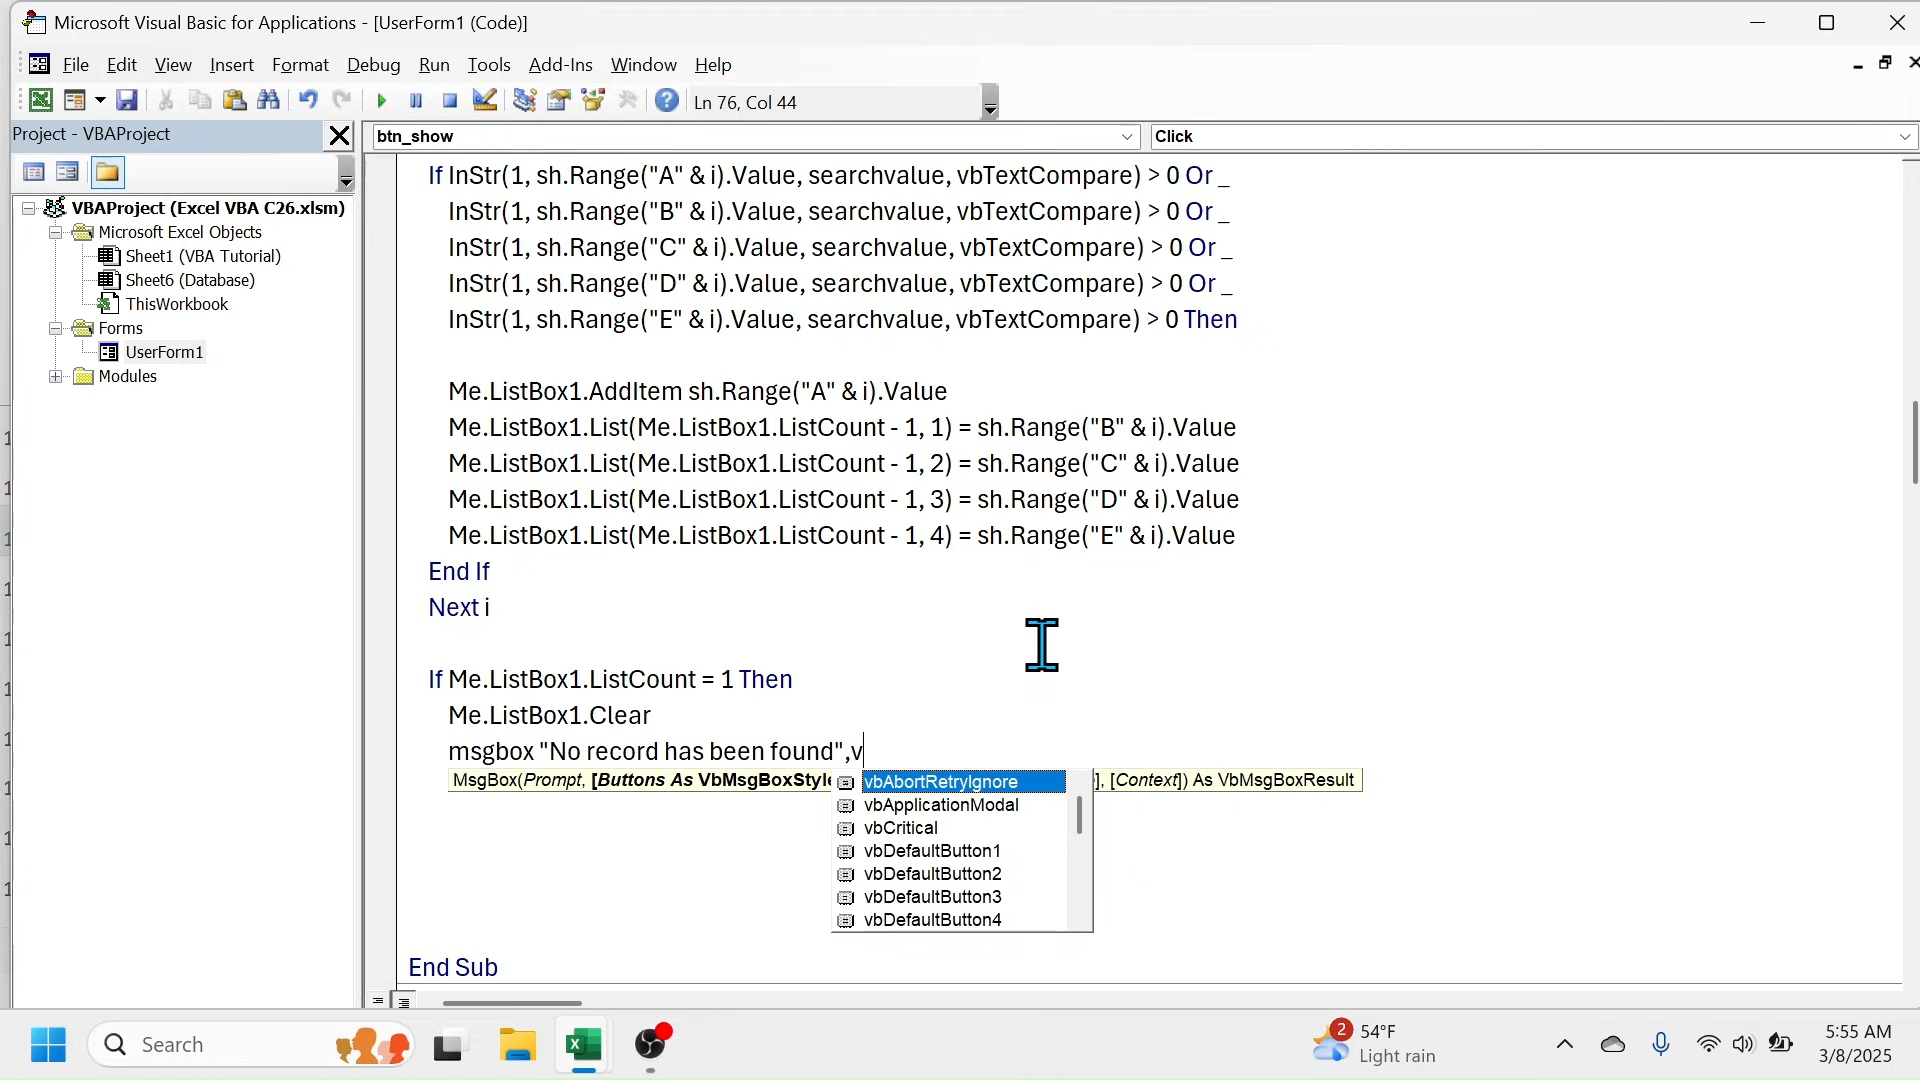 Microsoft Visual Basic for Applications - [UserForm1 (Code)]
File Edit View Insert Format Debug Run Tools Add-Ins Window Help
Ln 76, Col 44
Project - VBAProject
btn_show
Click
VBAProject (Excel VBA C26.xlsm)
Microsoft Excel Objects
Sheet1 (VBA Tutorial)
Sheet6 (Database)
ThisWorkbook
Forms
UserForm1
Modules
If InStr(1, sh.Range("A" & i).Value, searchvalue, vbTextCompare) > 0 Or _
InStr(1, sh.Range("B" & i).Value, searchvalue, vbTextCompare) > 0 Or _
InStr(1, sh.Range("C" & i).Value, searchvalue, vbTextCompare) > 0 Or _
InStr(1, sh.Range("D" & i).Value, searchvalue, vbTextCompare) > 0 Or _
InStr(1, sh.Range("E" & i).Value, searchvalue, vbTextCompare) > 0 Then
Me.ListBox1.AddItem sh.Range("A" & i).Value
Me.ListBox1.List(Me.ListBox1.ListCount - 1, 1) = sh.Range("B" & i).Value
Me.ListBox1.List(Me.ListBox1.ListCount - 1, 2) = sh.Range("C" & i).Value
Me.ListBox1.List(Me.ListBox1.ListCount - 1, 3) = sh.Range("D" & i).Value
Me.ListBox1.List(Me.ListBox1.ListCount - 1, 4) = sh.Range("E" & i).Value
End If
Next i
If Me.ListBox1.ListCount = 1 Then
Me.ListBox1.Clear
msgbox "No record has been found",v
MsgBox(Prompt, [Buttons As VbMsgBoxStyle ], [Context]) As VbMsgBoxResult
vbAbortRetryIgnore
vbApplicationModal
vbCritical
vbDefaultButton1
vbDefaultButton2
vbDefaultButton3
vbDefaultButton4
End Sub
Search
2
54°F
Light rain
5:55 AM
3/8/2025